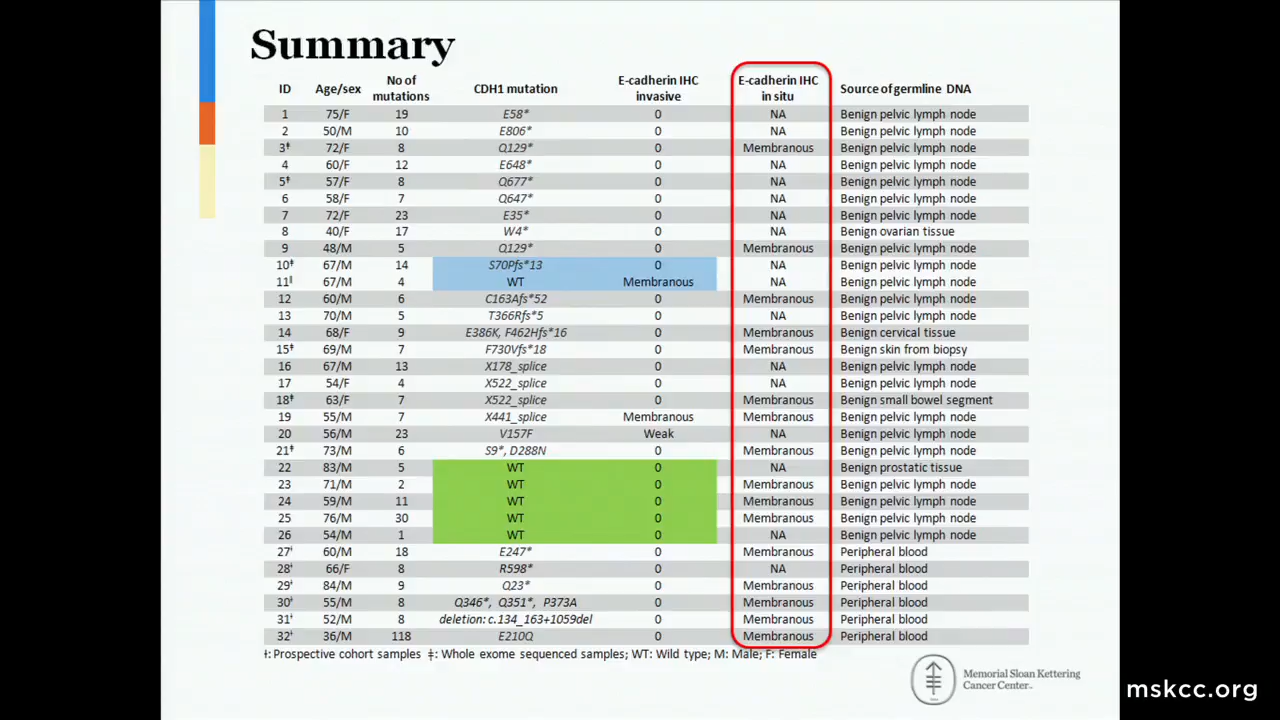 Summary
ID Age/sex No of mutations CDH1 mutation E-cadherin IHC invasive E-cadherin IHC in situ Source of germline DNA
1 75/F 19 E58* 0 NA Benign pelvic lymph node
2 50/M 10 E806* 0 NA Benign pelvic lymph node
3‡ 72/F 8 Q129* 0 Membranous Benign pelvic lymph node
4 60/F 12 E648* 0 NA Benign pelvic lymph node
5‡ 57/F 8 Q677* 0 NA Benign pelvic lymph node
6 58/F 7 Q647* 0 NA Benign pelvic lymph node
7 72/F 23 E35* 0 NA Benign pelvic lymph node
8 40/F 17 W4* 0 NA Benign ovarian tissue
9 48/M 5 Q129* 0 Membranous Benign pelvic lymph node
10‡ 67/M 14 S70Pfs*13 0 NA Benign pelvic lymph node
11 67/M 4 WT Membranous NA Benign pelvic lymph node
12 60/M 6 C163Afs*52 0 Membranous Benign pelvic lymph node
13 70/M 5 T366Rfs*5 0 NA Benign pelvic lymph node
14 68/F 9 E386K, F462Hfs*16 0 Membranous Benign cervical tissue
15‡ 69/M 7 F730Vfs*18 0 Membranous Benign skin from biopsy
16 67/M 13 X178_splice 0 NA Benign pelvic lymph node
17 54/F 4 X522_splice 0 NA Benign pelvic lymph node
18‡ 63/F 7 X522_splice 0 Membranous Benign small bowel segment
19 55/M 7 X441_splice Membranous Membranous Benign pelvic lymph node
20 56/M 23 V157F Weak NA Benign pelvic lymph node
21‡ 73/M 6 S9*, D288N 0 Membranous Benign pelvic lymph node
22 83/M 5 WT 0 NA Benign prostatic tissue
23 71/M 2 WT 0 Membranous Benign pelvic lymph node
24 59/M 11 WT 0 Membranous Benign pelvic lymph node
25 76/M 30 WT 0 Membranous Benign pelvic lymph node
26 54/M 1 WT 0 NA Benign pelvic lymph node
27ƚ 60/M 18 E247* 0 Membranous Peripheral blood
28ƚ 66/F 8 R598* 0 NA Peripheral blood
29ƚ 84/M 9 Q23* 0 Membranous Peripheral blood
30ƚ 55/M 8 Q346*, Q351*, P373A 0 Membranous Peripheral blood
31ƚ 52/M 8 deletion: c.134_163+1059del 0 Membranous Peripheral blood
32ƚ 36/M 118 E210Q 0 Membranous Peripheral blood
ƚ: Prospective cohort samples ‡: Whole exome sequenced samples; WT: Wild type; M: Male; F: Female
Memorial Sloan Kettering
Cancer Center
mskcc.org